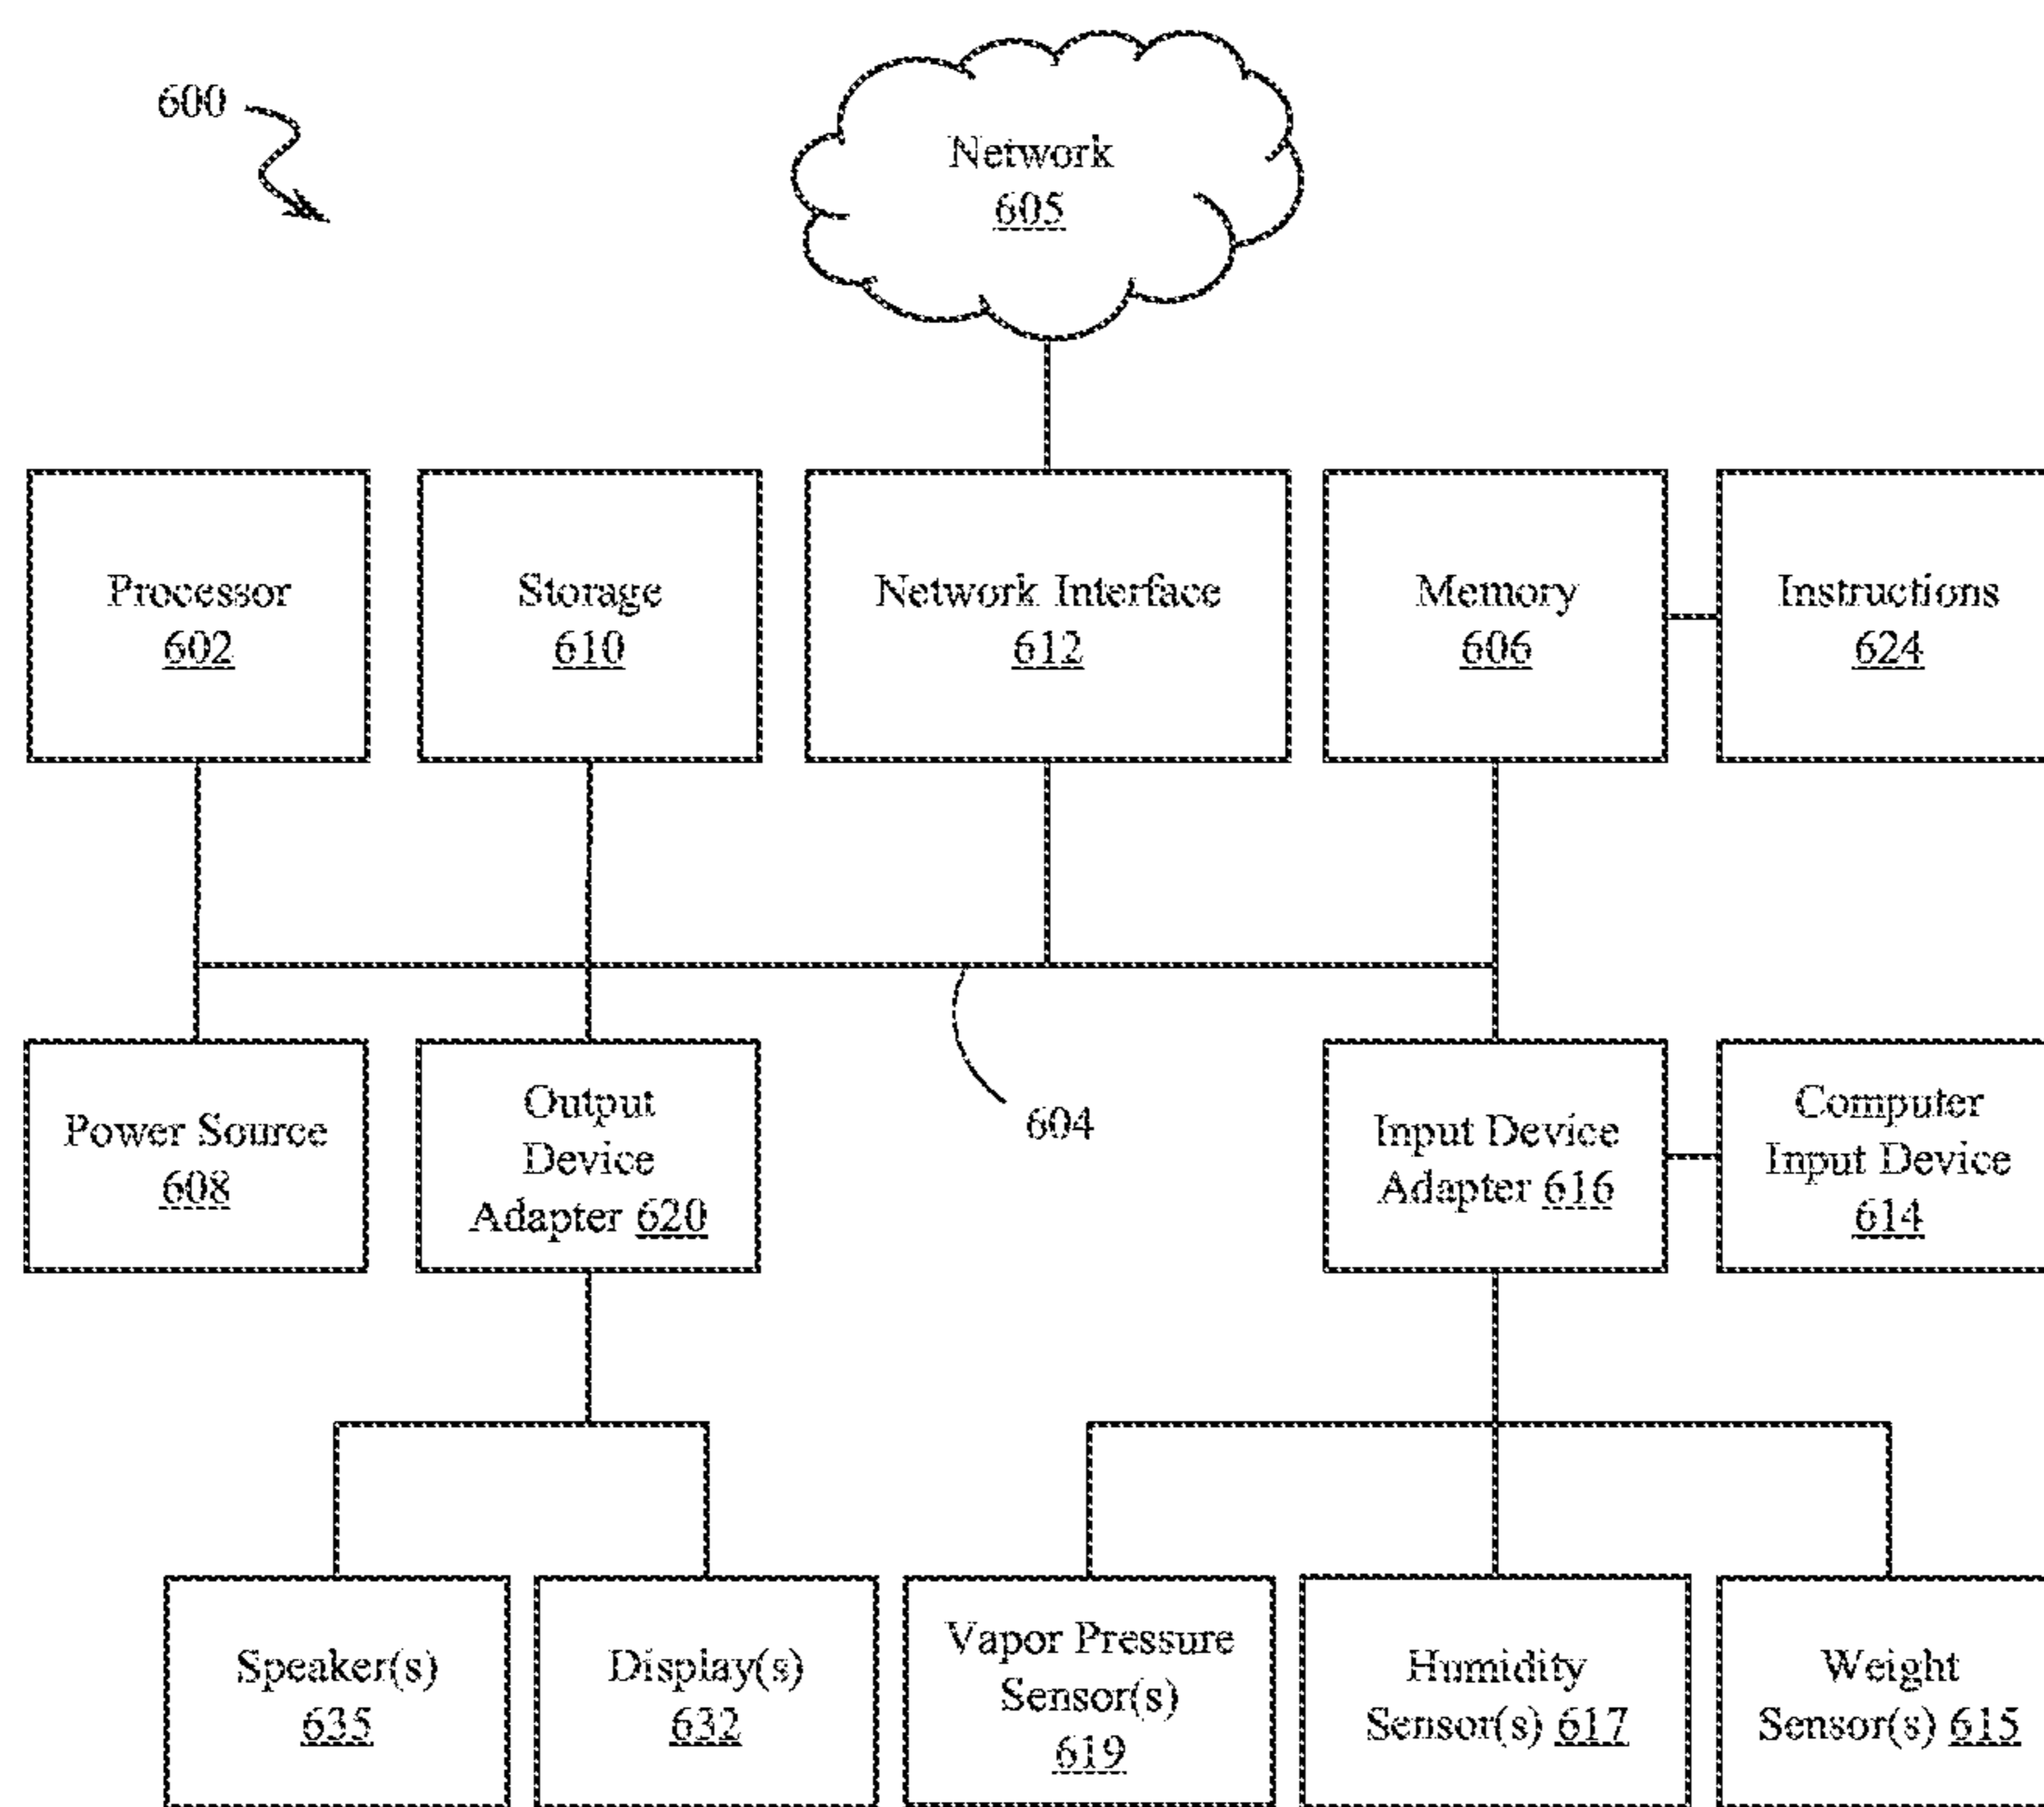 600
Network
605
Processor
602
Storage
610
Network Interface
612
Memory
606
Instructions
624
Power Source
608
Output
Device
Adapter 620
604
Input Device
Adapter 616
Computer
Input Device
614
Speaker(s)
635
Display(s)
632
Vapor Pressure
Sensor(s)
619
Humidity
Sensor(s) 617
Weight
Sensor(s) 615